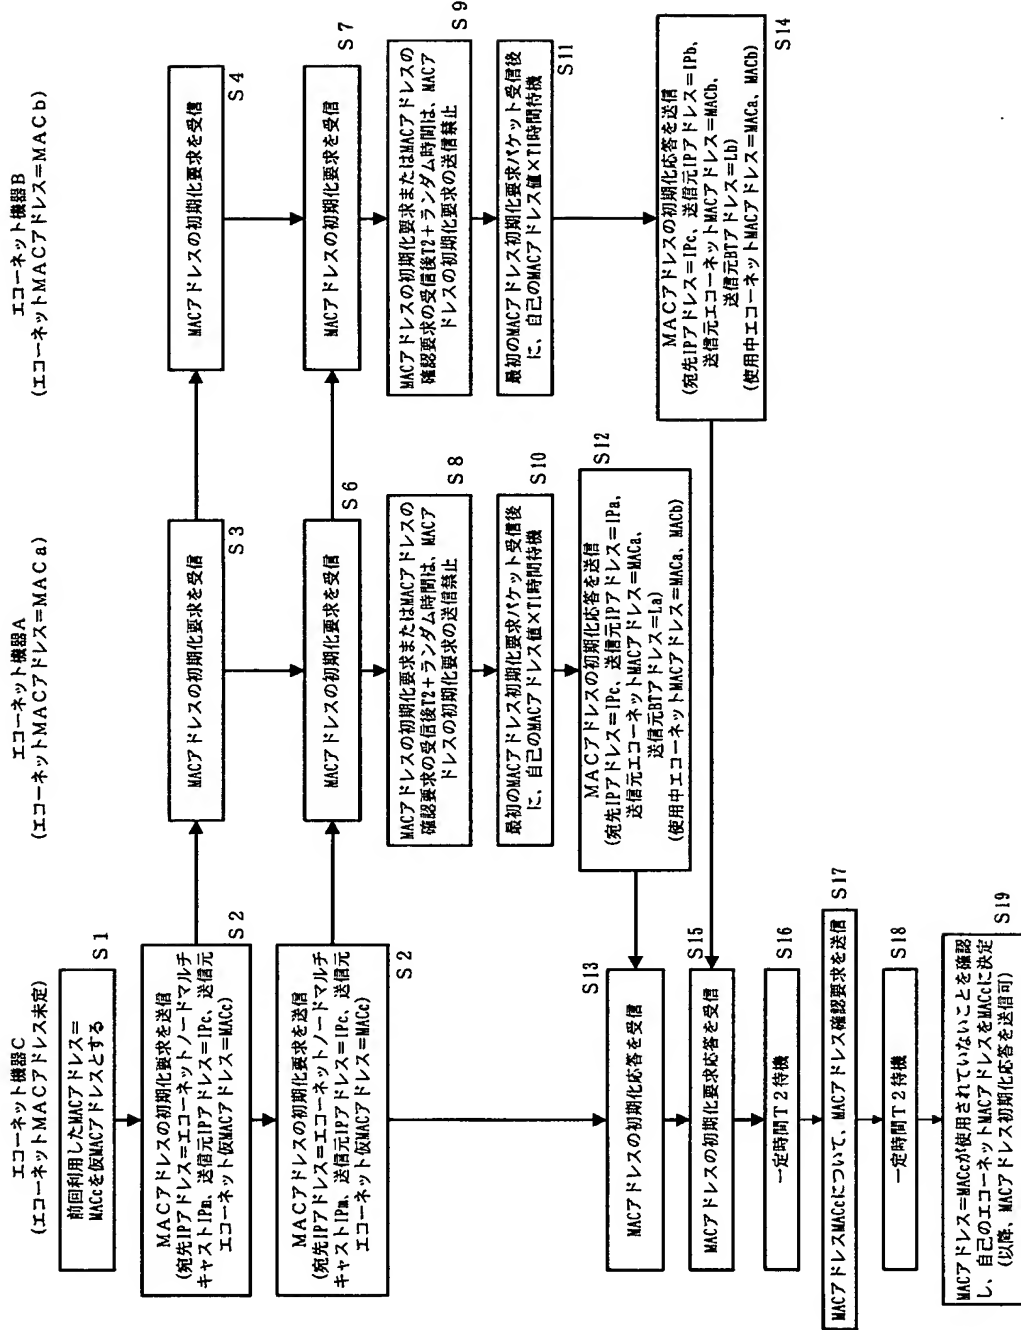 エコーネット機器C
(エコーネットMACアドレス未定)
前回利用したMACアドレス=
MACcを仮MACアドレスとする
S1
MACアドレスの初期化要求を送信
(宛先IPアドレス=エコーネットノードマルチ
キャストIPm、送信元IPアドレス=IPc、送信元
エコーネット仮MACアドレス=MACc)
S2
MACアドレスの初期化要求を送信
(宛先IPアドレス=エコーネットノードマルチ
キャストIPm、送信元IPアドレス=IPc、送信元
エコーネット仮MACアドレス=MACc)
S2
MACアドレスの初期化応答を受信
S13
MACアドレスの初期化要求応答を受信
S15
一定時間T2待機
S16
MACアドレスMACcについて、MACアドレス確認要求を送信
S17
一定時間T2待機
S18
MACアドレス=MACcが使用されていないことを確認
し、自己のエコーネットMACアドレスをMACcに決定
(以降、MACアドレス初期化応答を送信可)
S19
エコーネット機器A
(エコーネットMACアドレス=MACa)
MACアドレスの初期化要求を受信
S3
MACアドレスの初期化要求を受信
S6
MACアドレスの初期化要求またはMACアドレスの
確認要求の受信後T2+ランダム時間は、MACア
ドレスの初期化要求の送信禁止
S8
最初のMACアドレス初期化要求パケット受信後
に、自己のMACアドレス値×T1時間待機
S10
MACアドレスの初期化応答を送信
(宛先IPアドレス=IPc、送信元IPアドレス=IPa、
送信元エコーネットMACアドレス=MACa、
送信元BTアドレス=La)
(使用中エコーネットMACアドレス=MACa、MACb)
S12
エコーネット機器B
(エコーネットMACアドレス=MACb)
MACアドレスの初期化要求を受信
S4
MACアドレスの初期化要求を受信
S7
MACアドレスの初期化要求またはMACアドレスの
確認要求の受信後T2+ランダム時間は、MACア
ドレスの初期化要求の送信禁止
S9
最初のMACアドレス初期化要求パケット受信後
に、自己のMACアドレス値×T1時間待機
S11
MACアドレスの初期化応答を送信
(宛先IPアドレス=IPc、送信元IPアドレス=IPb、
送信元エコーネットMACアドレス=MACb、
送信元BTアドレス=Lb)
(使用中エコーネットMACアドレス=MACa、MACb)
S14